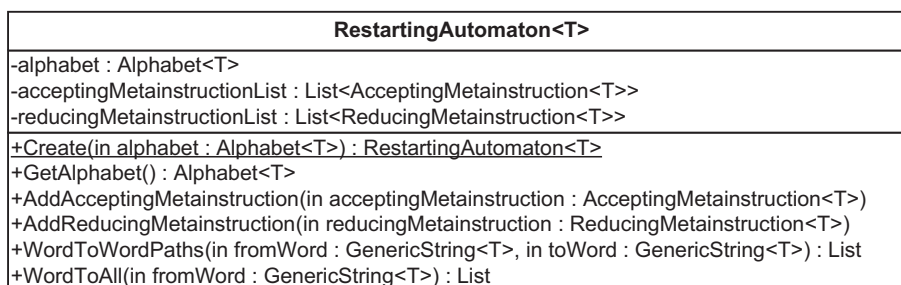 RestartingAutomaton<T>
-alphabet : Alphabet<T>
-acceptingMetainstructionList : List<AcceptingMetainstruction<T>>
-reducingMetainstructionList : List<ReducingMetainstruction<T>>
+Create(in alphabet : Alphabet<T>) : RestartingAutomaton<T>
+GetAlphabet() : Alphabet<T>
+AddAcceptingMetainstruction(in acceptingMetainstruction : AcceptingMetainstruction<T>)
+AddReducingMetainstruction(in reducingMetainstruction : ReducingMetainstruction<T>)
+WordToWordPaths(in fromWord : GenericString<T>, in toWord : GenericString<T>) : List
+WordToAll(in fromWord : GenericString<T>) : List